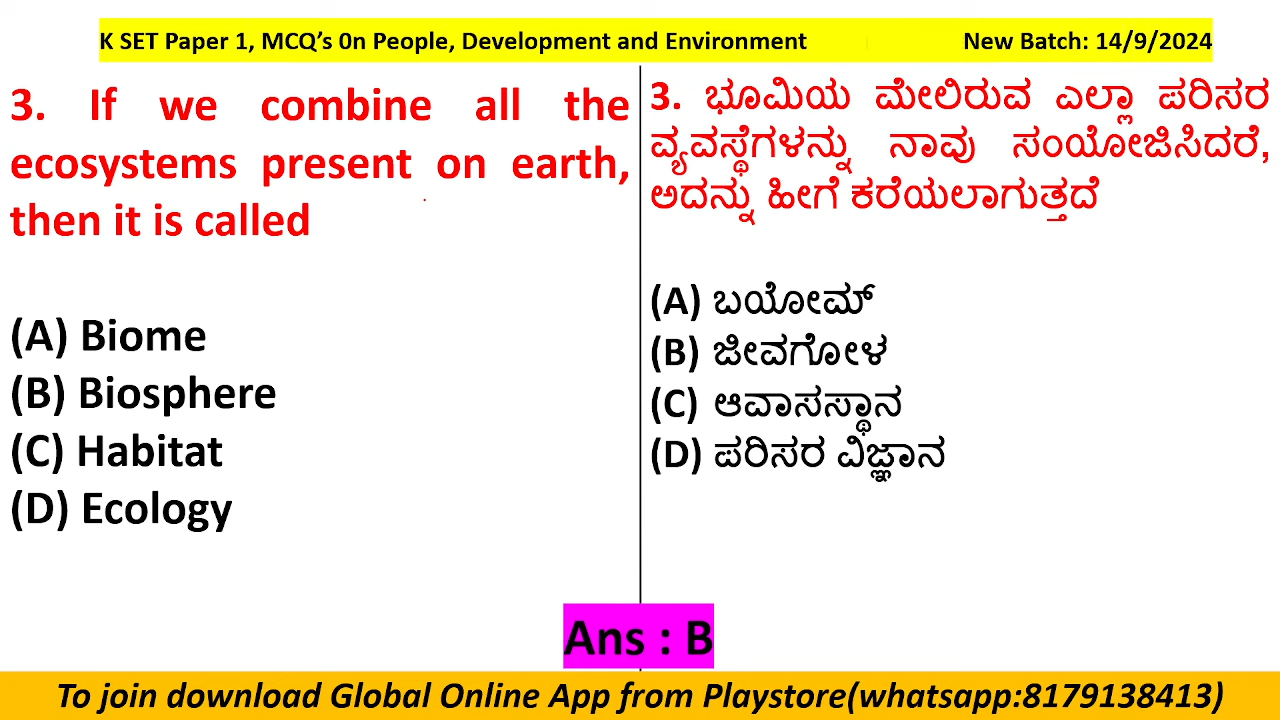 K SET Paper 1, MCQ’s 0n People, Development and Environment New Batch: 14/9/2024
3. If we combine all the
ecosystems present on earth,
then it is called
(A) Biome
(B) Biosphere
(C) Habitat
(D) Ecology
3. ಭೂಮಿಯ ಮೇಲಿರುವ ಎಲ್ಲಾ ಪರಿಸರ
ವ್ಯವಸ್ಥೆಗಳನ್ನು ನಾವು ಸಂಯೋಜಿಸಿದರೆ,
ಅದನ್ನು ಹೀಗೆ ಕರೆಯಲಾಗುತ್ತದೆ
(A) ಬಯೋಮ್
(B) ಜೀವಗೋಳ
(C) ಆವಾಸಸ್ಥಾನ
(D) ಪರಿಸರ ವಿಜ್ಞಾನ
Ans : B
To join download Global Online App from Playstore(whatsapp:8179138413)